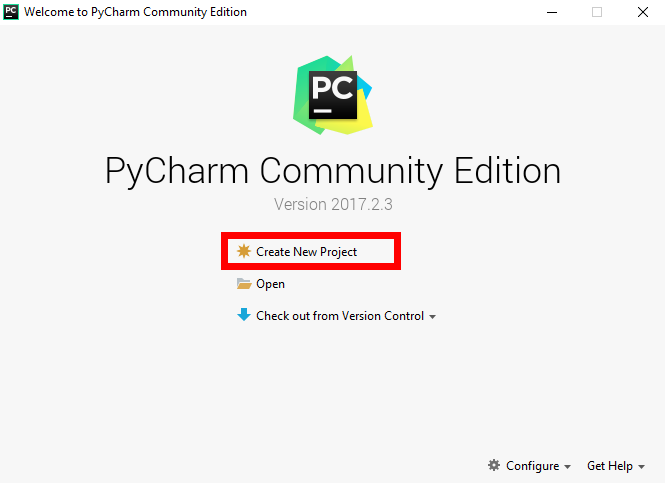 PC Welcome to PyCharm Community Edition
PC
PyCharm Community Edition
Version 2017.2.3
Create New Project
Open
Check out from Version Control
Configure Get Help